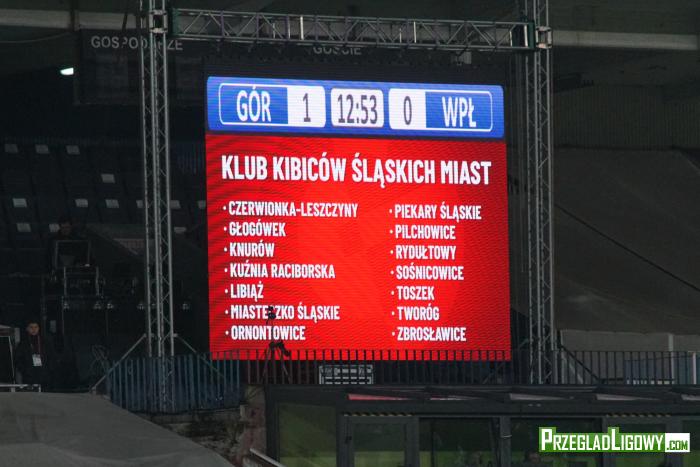 GOSPODARZE GOŚCIE
GÓR 1 12:53 0 WPŁ
KLUB KIBICÓW ŚLĄSKICH MIAST
· CZERWIONKA-LESZCZYNY
· GŁOGÓWEK
· KNURÓW
· KUŹNIA RACIBORSKA
· LIBIĄŻ
· MIASTECZKO ŚLĄSKIE
· ORNONTOWICE
· PIEKARY ŚLĄSKIE
· PILCHOWICE
· RYDUŁTOWY
· SOŚNICOWICE
· TOSZEK
· TWORÓG
· ZBROSŁAWICE
PRZEGLADLIGOWY.COM